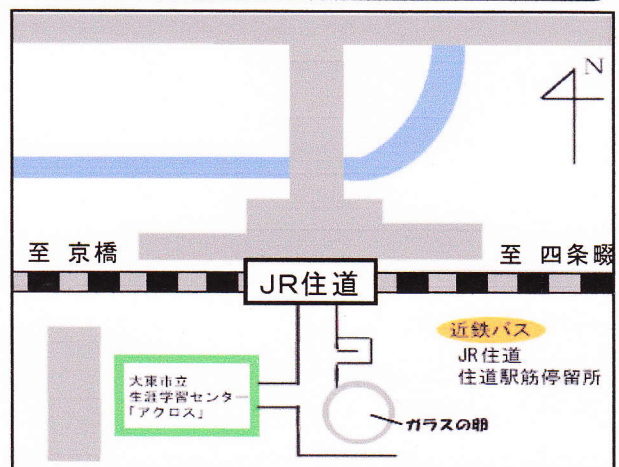 N
至 京橋
至 四条畷
JR住道
近鉄バス
JR住道
住道駅筋停留所
大東市立
生涯学習センター
「アクロス」
ガラスの卵